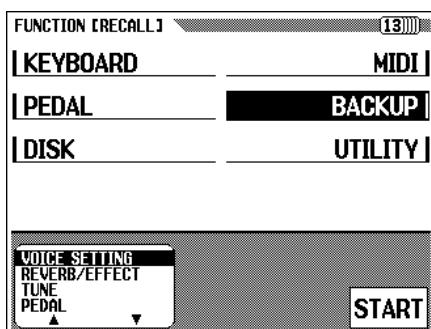 FUNCTION [RECALL] 13
KEYBOARD MIDI
PEDAL BACKUP
DISK UTILITY
VOICE SETTING
REVERB/EFFECT
TUNE
PEDAL
START